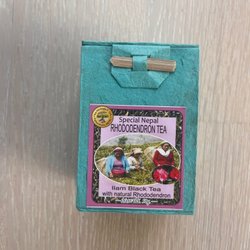 Special Nepal
RHODODENDRON TEA
Ilam Black Tea
with natural Rhododendron